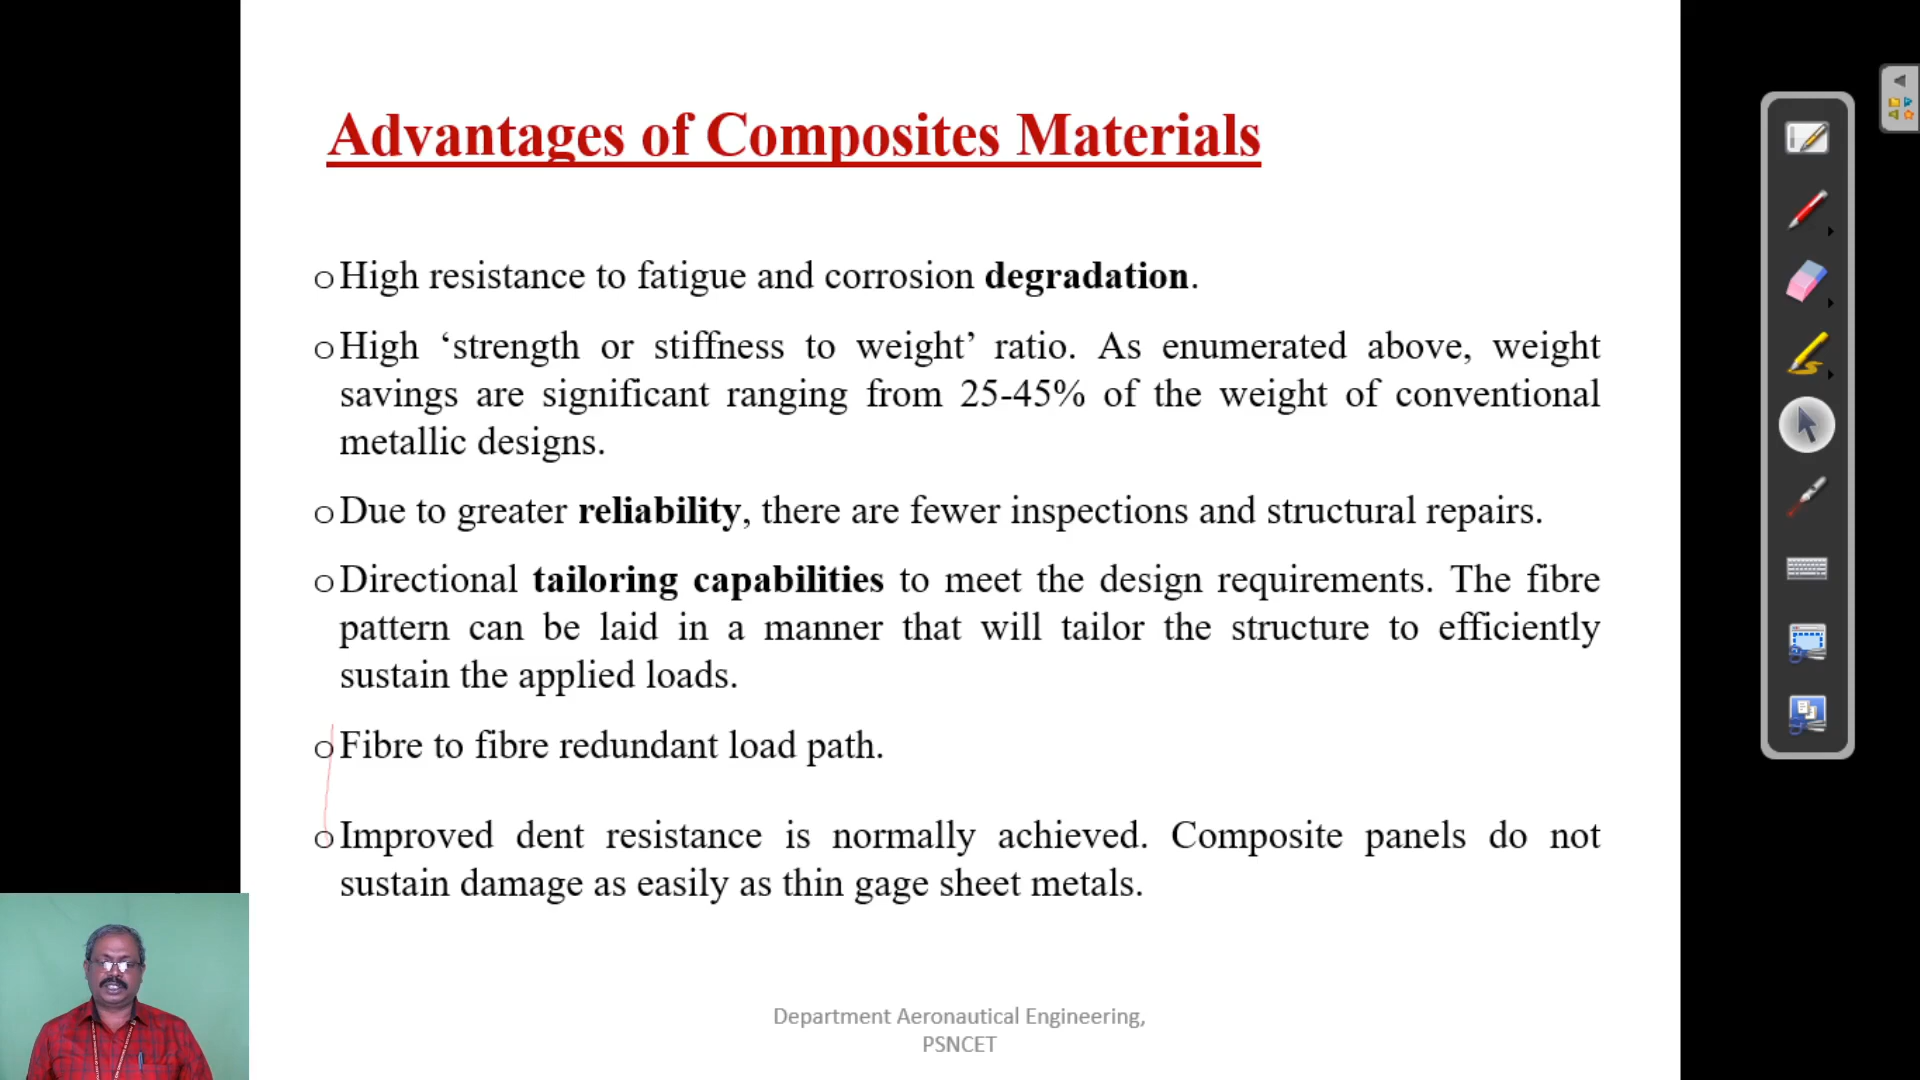 Advantages of Composites Materials
o High resistance to fatigue and corrosion degradation.
o High ‘strength or stiffness to weight’ ratio. As enumerated above, weight
savings are significant ranging from 25-45% of the weight of conventional
metallic designs.
o Due to greater reliability, there are fewer inspections and structural repairs.
o Directional tailoring capabilities to meet the design requirements. The fibre
pattern can be laid in a manner that will tailor the structure to efficiently
sustain the applied loads.
o Fibre to fibre redundant load path.
o Improved dent resistance is normally achieved. Composite panels do not
sustain damage as easily as thin gage sheet metals.
Department Aeronautical Engineering,
PSNCET